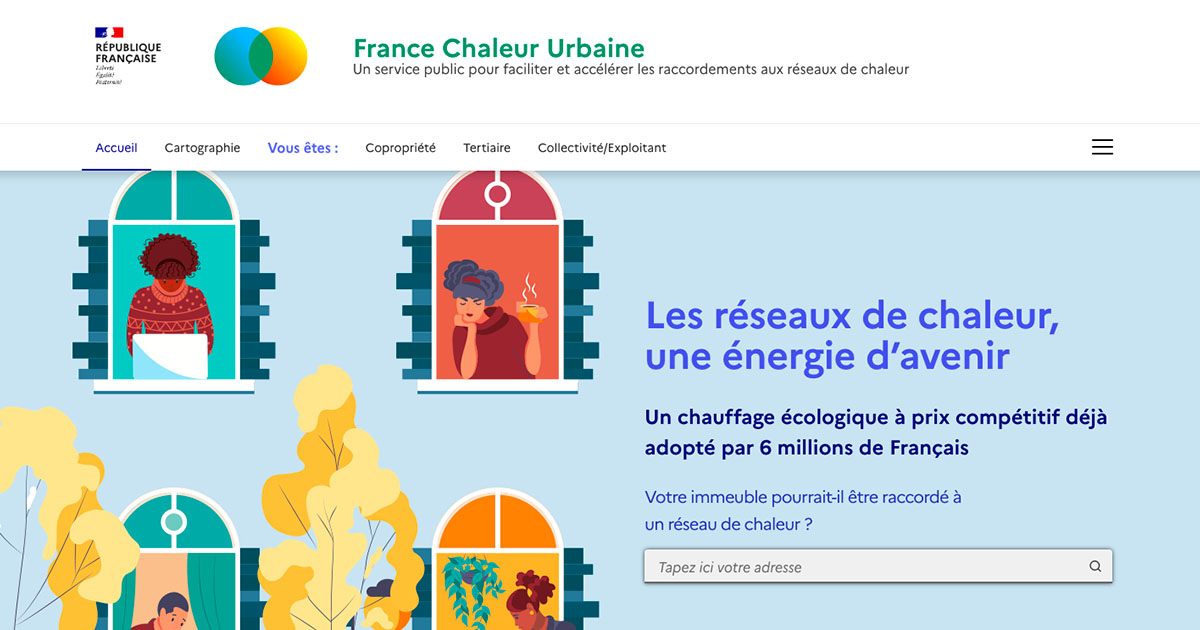 RÉPUBLIQUE
FRANÇAISE
Liberté
Égalité
Fraternité
France Chaleur Urbaine
Un service public pour faciliter et accélérer les raccordements aux réseaux de chaleur
Accueil Cartographie Vous êtes : Copropriété Tertiaire Collectivité/Exploitant
Les réseaux de chaleur,
une énergie d’avenir
Un chauffage écologique à prix compétitif déjà
adopté par 6 millions de Français
Votre immeuble pourrait-il être raccordé à
un réseau de chaleur ?
Tapez ici votre adresse